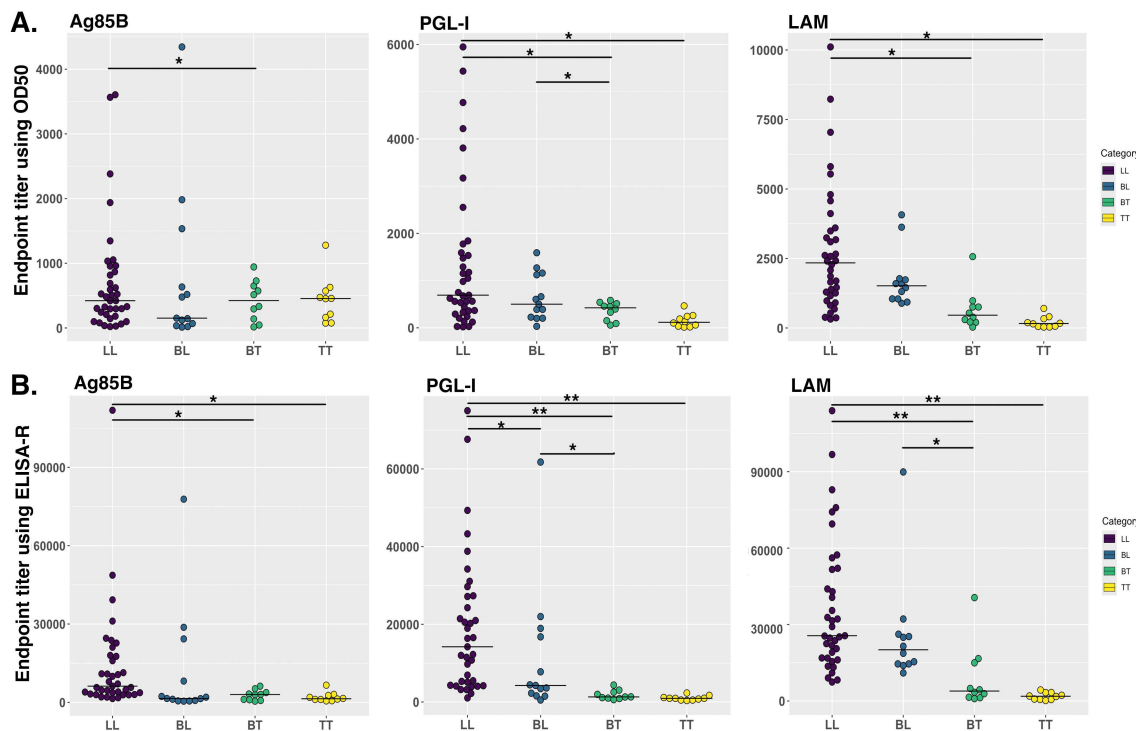 A.
Ag85B
PGL-I
LAM
Endpoint titer using OD50
4000
3000
2000
1000
0
*
LL BL BT TT
6000
4000
2000
0
*
*
*
LL BL BT TT
10000
7500
5000
2500
0
*
*
LL BL BT TT
Category
LL
BL
BT
TT
B.
Ag85B
PGL-I
LAM
Endpoint titer using ELISA-R
90000
60000
30000
0
*
*
LL BL BT TT
60000
40000
20000
0
**
**
*
*
LL BL BT TT
90000
60000
30000
0
**
**
*
LL BL BT TT
Category
LL
BL
BT
TT